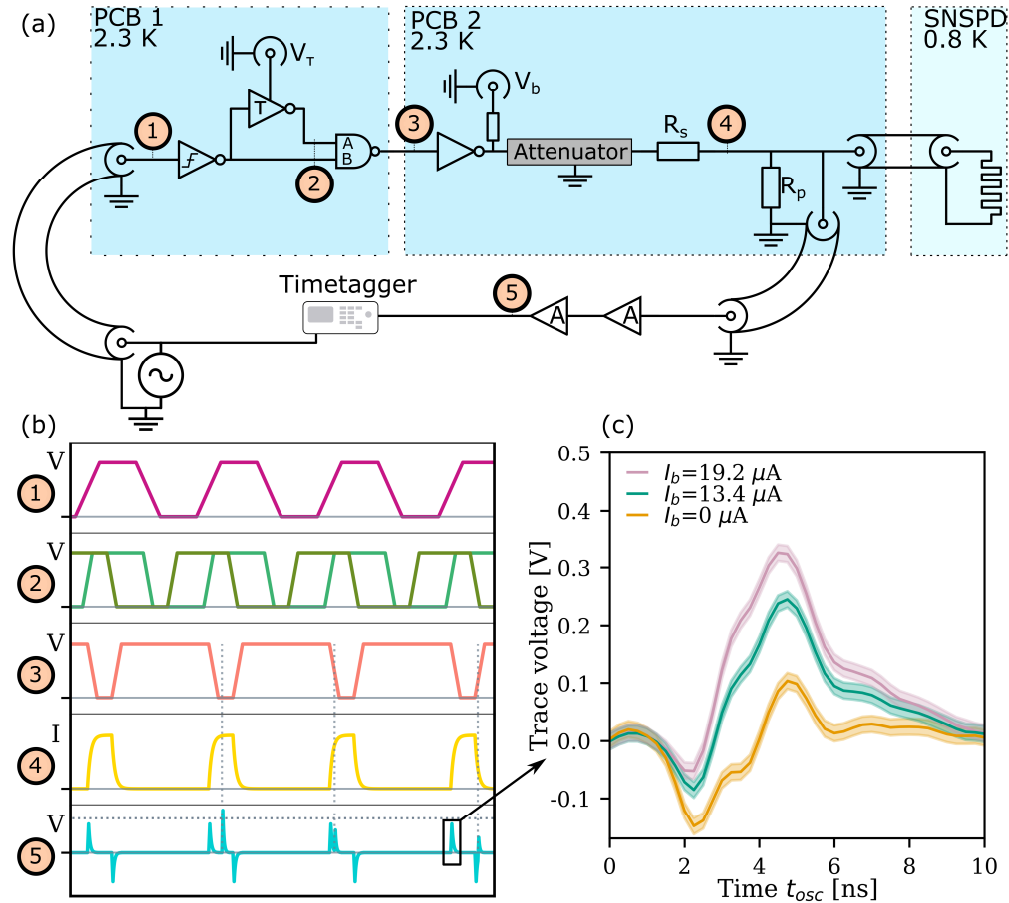 (a)
PCB 1
2.3 K
PCB 2
2.3 K
SNSPD
0.8 K
V_T
V_b
T
1
2
A
B
3
Attenuator
R_s
4
R_p
Timetagger
5
A
A
(b)
V
1
V
2
V
3
I
4
V
5
(c)
0.5
0.4
0.3
0.2
0.1
0.0
-0.1
Trace voltage [V]
I_b=19.2 μA
I_b=13.4 μA
I_b=0 μA
0
2
4
6
8
10
Time t_osc [ns]